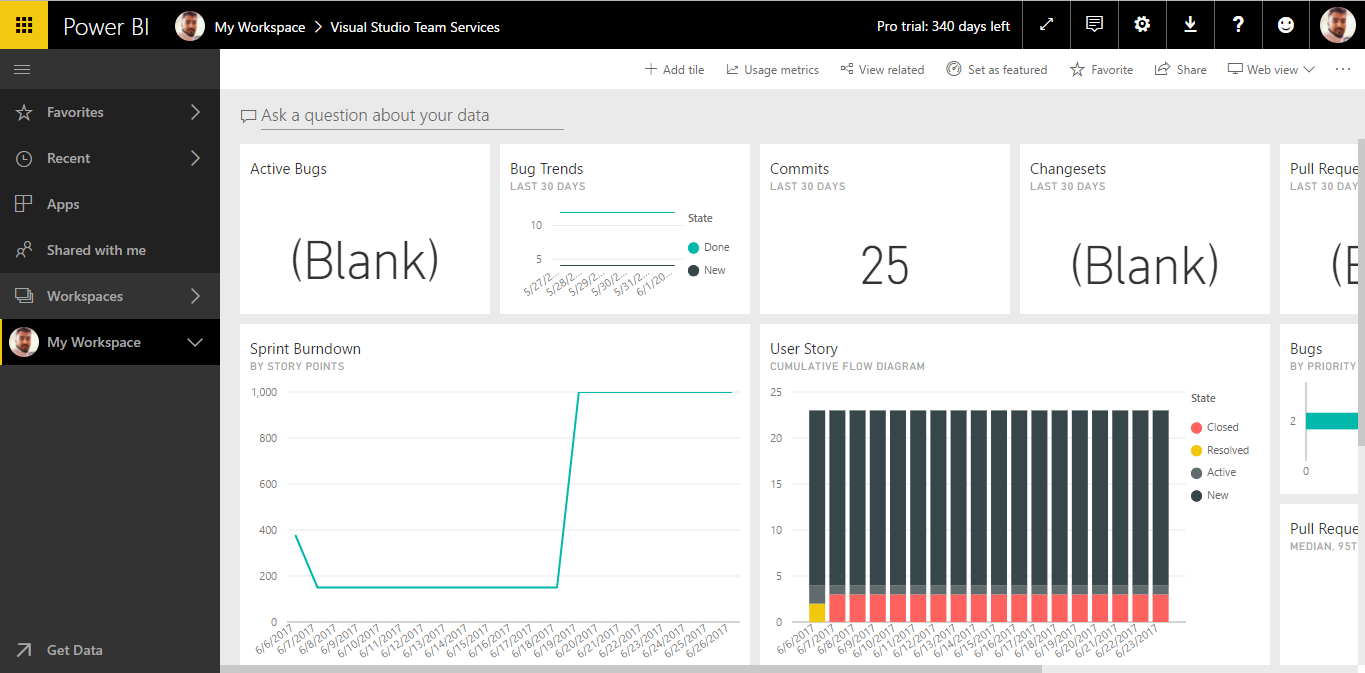 Power BI My Workspace > Visual Studio Team Services Pro trial: 340 days left
Add tile Usage metrics View related Set as featured Favorite Share Web view
Favorites
Recent
Apps
Shared with me
Workspaces
My Workspace
Get Data
Ask a question about your data
Active Bugs
(Blank)
Bug Trends
LAST 30 DAYS
10
5
5/27/2...
5/28/2...
5/29/2...
5/30/2...
5/31/2...
6/1/20...
State
Done
New
Commits
LAST 30 DAYS
25
Changesets
LAST 30 DAYS
(Blank)
Pull Reque
LAST 30 DAY
(B
Sprint Burndown
BY STORY POINTS
1,000
800
600
400
200
0
6/6/2017
6/7/2017
6/8/2017
6/9/2017
6/10/2017
6/11/2017
6/12/2017
6/13/2017
6/14/2017
6/15/2017
6/16/2017
6/17/2017
6/18/2017
6/19/2017
6/20/2017
6/21/2017
6/22/2017
6/23/2017
6/24/2017
6/25/2017
6/26/2017
User Story
CUMULATIVE FLOW DIAGRAM
25
20
15
10
5
0
6/6/2017
6/7/2017
6/8/2017
6/9/2017
6/10/2017
6/11/2017
6/12/2017
6/13/2017
6/14/2017
6/15/2017
6/16/2017
6/17/2017
6/18/2017
6/19/2017
6/20/2017
6/21/2017
6/22/2017
6/23/2017
State
Closed
Resolved
Active
New
Bugs
BY PRIORITY
2
0
Pull Reque
MEDIAN, 95T